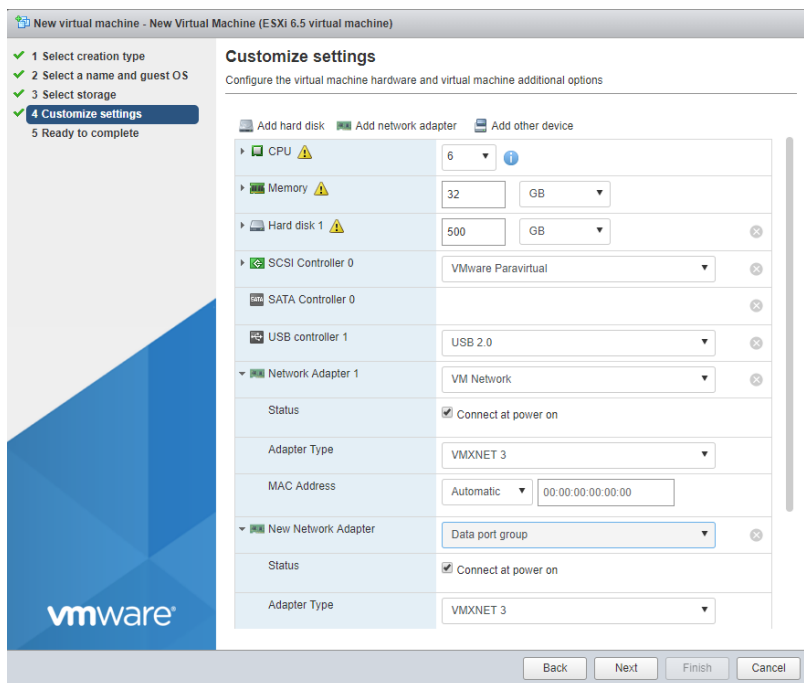 New virtual machine - New Virtual Machine (ESXi 6.5 virtual machine)
1 Select creation type
2 Select a name and guest OS
3 Select storage
4 Customize settings
5 Ready to complete
vmware®
Customize settings
Configure the virtual machine hardware and virtual machine additional options
Add hard disk Add network adapter Add other device
CPU 6
Memory 32 GB
Hard disk 1 500 GB
SCSI Controller 0 VMware Paravirtual
SATA SATA Controller 0
USB controller 1 USB 2.0
Network Adapter 1 VM Network
Status Connect at power on
Adapter Type VMXNET 3
MAC Address Automatic 00:00:00:00:00:00
New Network Adapter Data port group
Status Connect at power on
Adapter Type VMXNET 3
Back Next Finish Cancel